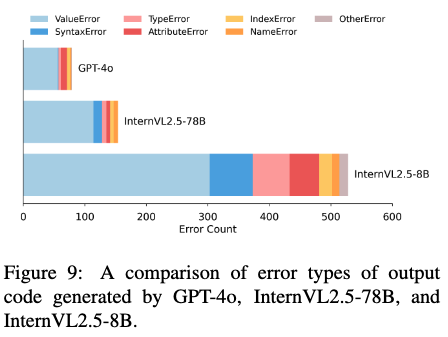 ValueError TypeError IndexError OtherError
SyntaxError AttributeError NameError
GPT-4o
InternVL2.5-78B
InternVL2.5-8B
0 100 200 300 400 500 600
Error Count
Figure 9: A comparison of error types of output
code generated by GPT-4o, InternVL2.5-78B, and
InternVL2.5-8B.